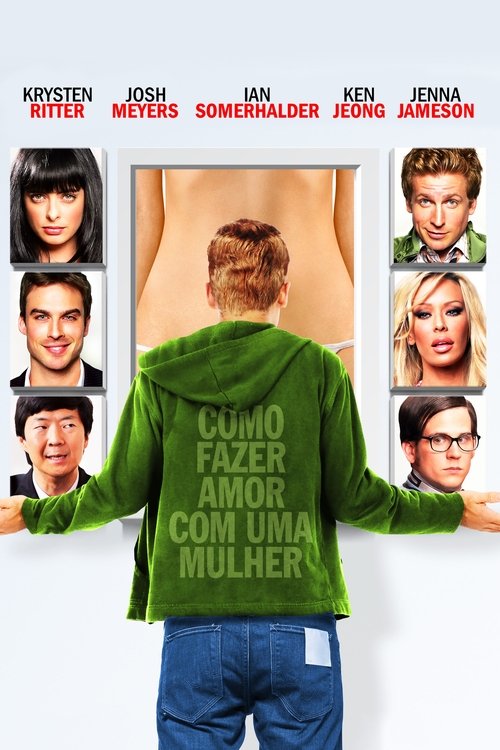 KRYSTEN JOSH IAN KEN JENNA
RITTER MEYERS SOMERHALDER JEONG JAMESON
COMO
FAZER
AMOR
COM UMA
MULHER